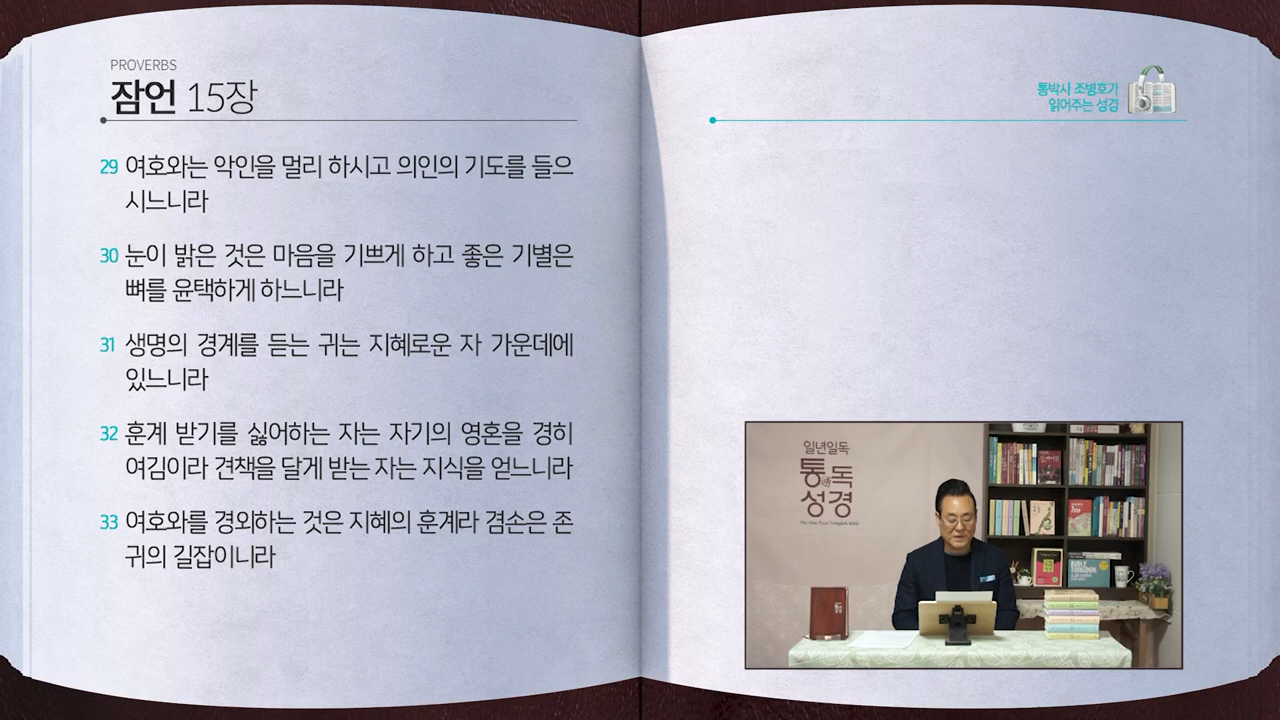 PROVERBS
잠언 15장
29 여호와는 악인을 멀리 하시고 의인의 기도를 들으
시느니라
30 눈이 밝은 것은 마음을 기쁘게 하고 좋은 기별은
뼈를 윤택하게 하느니라
31 생명의 경계를 듣는 귀는 지혜로운 자 가운데에
있느니라
32 훈계 받기를 싫어하는 자는 자기의 영혼을 경히
여김이라 견책을 달게 받는 자는 지식을 얻느니라
33 여호와를 경외하는 것은 지혜의 훈계라 겸손은 존
귀의 길잡이니라
통박사 조병호가
읽어주는 성경
일년일독
통독
성경
The One Year Tongdok Bible
BIBLE
TONGDOK